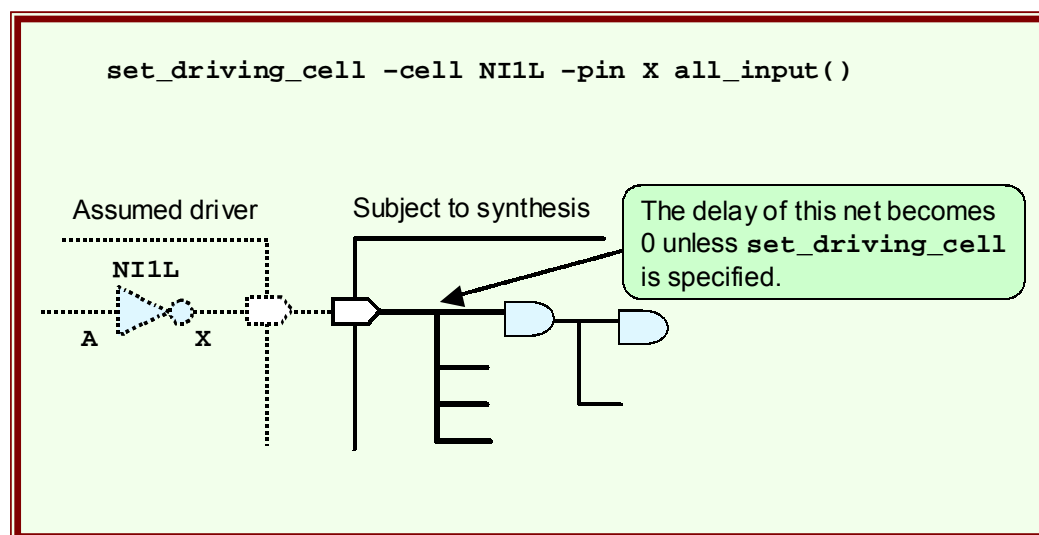 set_driving_cell –cell NI1L –pin X all_input()
Assumed driver
Subject to synthesis
The delay of this net becomes
0 unless set_driving_cell
is specified.
NI1L
A
X